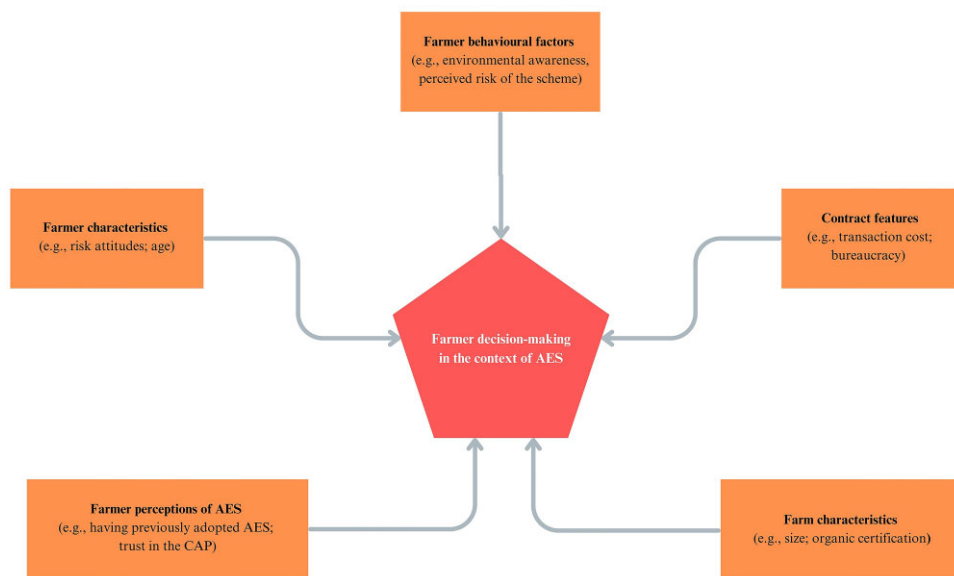 Farmer behavioural factors
(e.g., environmental awareness,
perceived risk of the scheme)
Farmer characteristics
(e.g., risk attitudes; age)
Contract features
(e.g., transaction cost;
bureaucracy)
Farmer decision-making
in the context of AES
Farmer perceptions of AES
(e.g., having previously adopted AES;
trust in the CAP)
Farm characteristics
(e.g., size; organic certification)